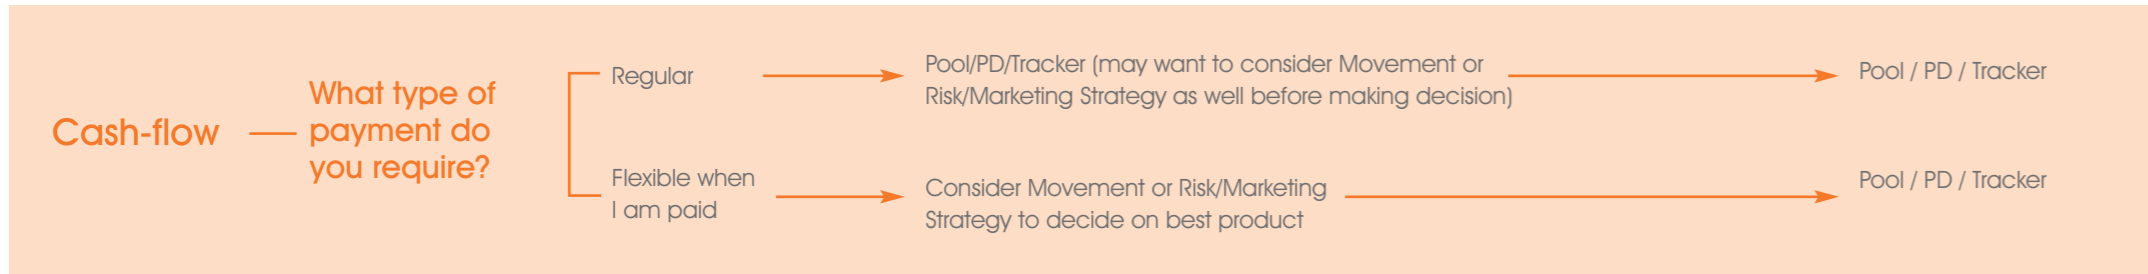 Cash-flow
What type of
payment do
you require?
Regular
Pool/PD/Tracker (may want to consider Movement or
Risk/Marketing Strategy as well before making decision)
Pool / PD / Tracker
Flexible when
I am paid
Consider Movement or Risk/Marketing
Strategy to decide on best product
Pool / PD / Tracker